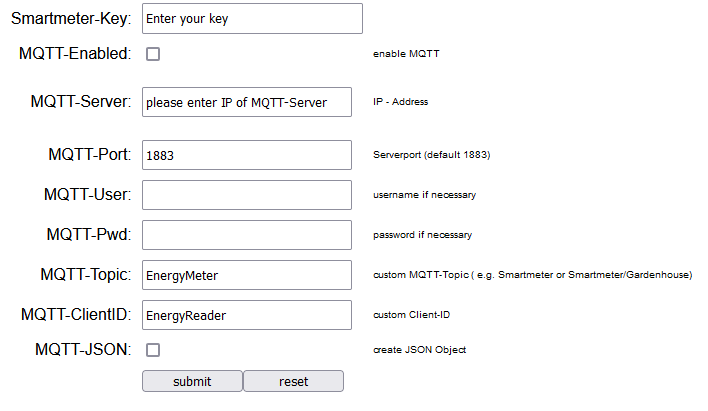 Smartmeter-Key: Enter your key
MQTT-Enabled: enable MQTT
MQTT-Server: please enter IP of MQTT-Server IP - Address
MQTT-Port: 1883 Serverport (default 1883)
MQTT-User: username if necessary
MQTT-Pwd: password if necessary
MQTT-Topic: EnergyMeter custom MQTT-Topic ( e.g. Smartmeter or Smartmeter/Gardenhouse)
MQTT-ClientID: EnergyReader custom Client-ID
MQTT-JSON: create JSON Object
submit reset